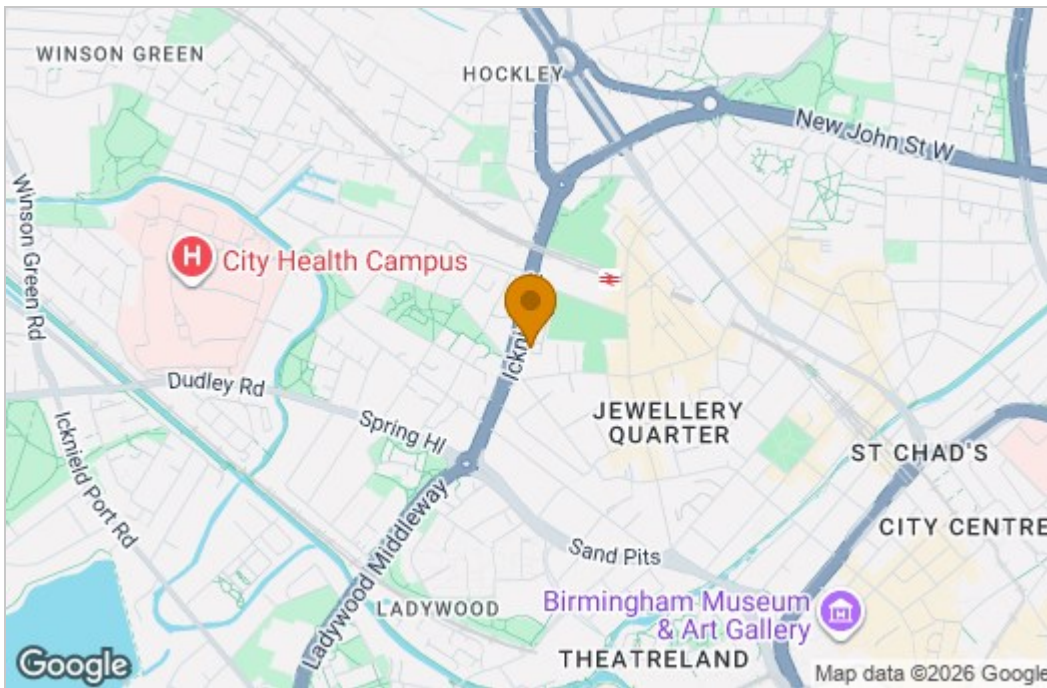 WINSON GREEN
HOCKLEY
New John St W
Winson Green Rd
H
City Health Campus
Dudley Rd
Spring Hl
JEWELLERY
QUARTER
ST CHAD'S
Icknield Port Rd
Ladywood Middleway
CITY CENTRE
Sand Pits
LADYWOOD
Birmingham Museum
& Art Gallery
THEATRELAND
Google
Map data ©2026 Google